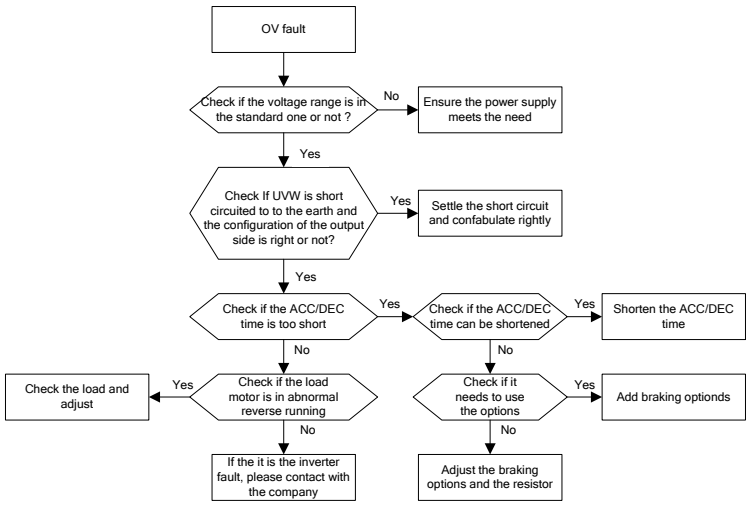 OV fault
Check if the voltage range is in
the standard one or not ?
No
Ensure the power supply
meets the need
Yes
Check If UVW is short
circuited to to the earth and
the configuration of the output
side is right or not?
Yes
Settle the short circuit
and confabulate rightly
Yes
Check if the ACC/DEC
time is too short
Yes
Check if the ACC/DEC
time can be shortened
Yes
Shorten the ACC/DEC
time
No
No
Check the load and
adjust
Yes
Check if the load
motor is in abnormal
reverse running
Check if it
needs to use
the options
Yes
Add braking optionds
No
No
If the it is the inverter
fault, please contact with
the company
Adjust the braking
options and the resistor